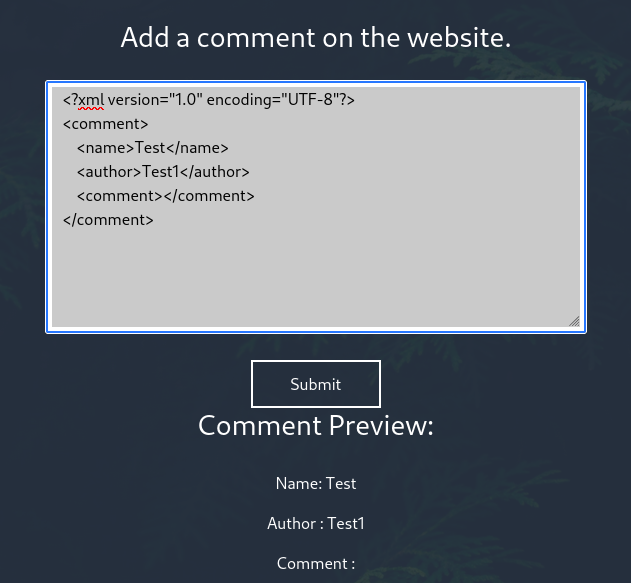 Add a comment on the website.
<?xml version="1.0" encoding="UTF-8"?>
<comment>
<name>Test</name>
<author>Test1</author>
<comment></comment>
</comment>
Submit
Comment Preview:
Name: Test
Author : Test1
Comment :